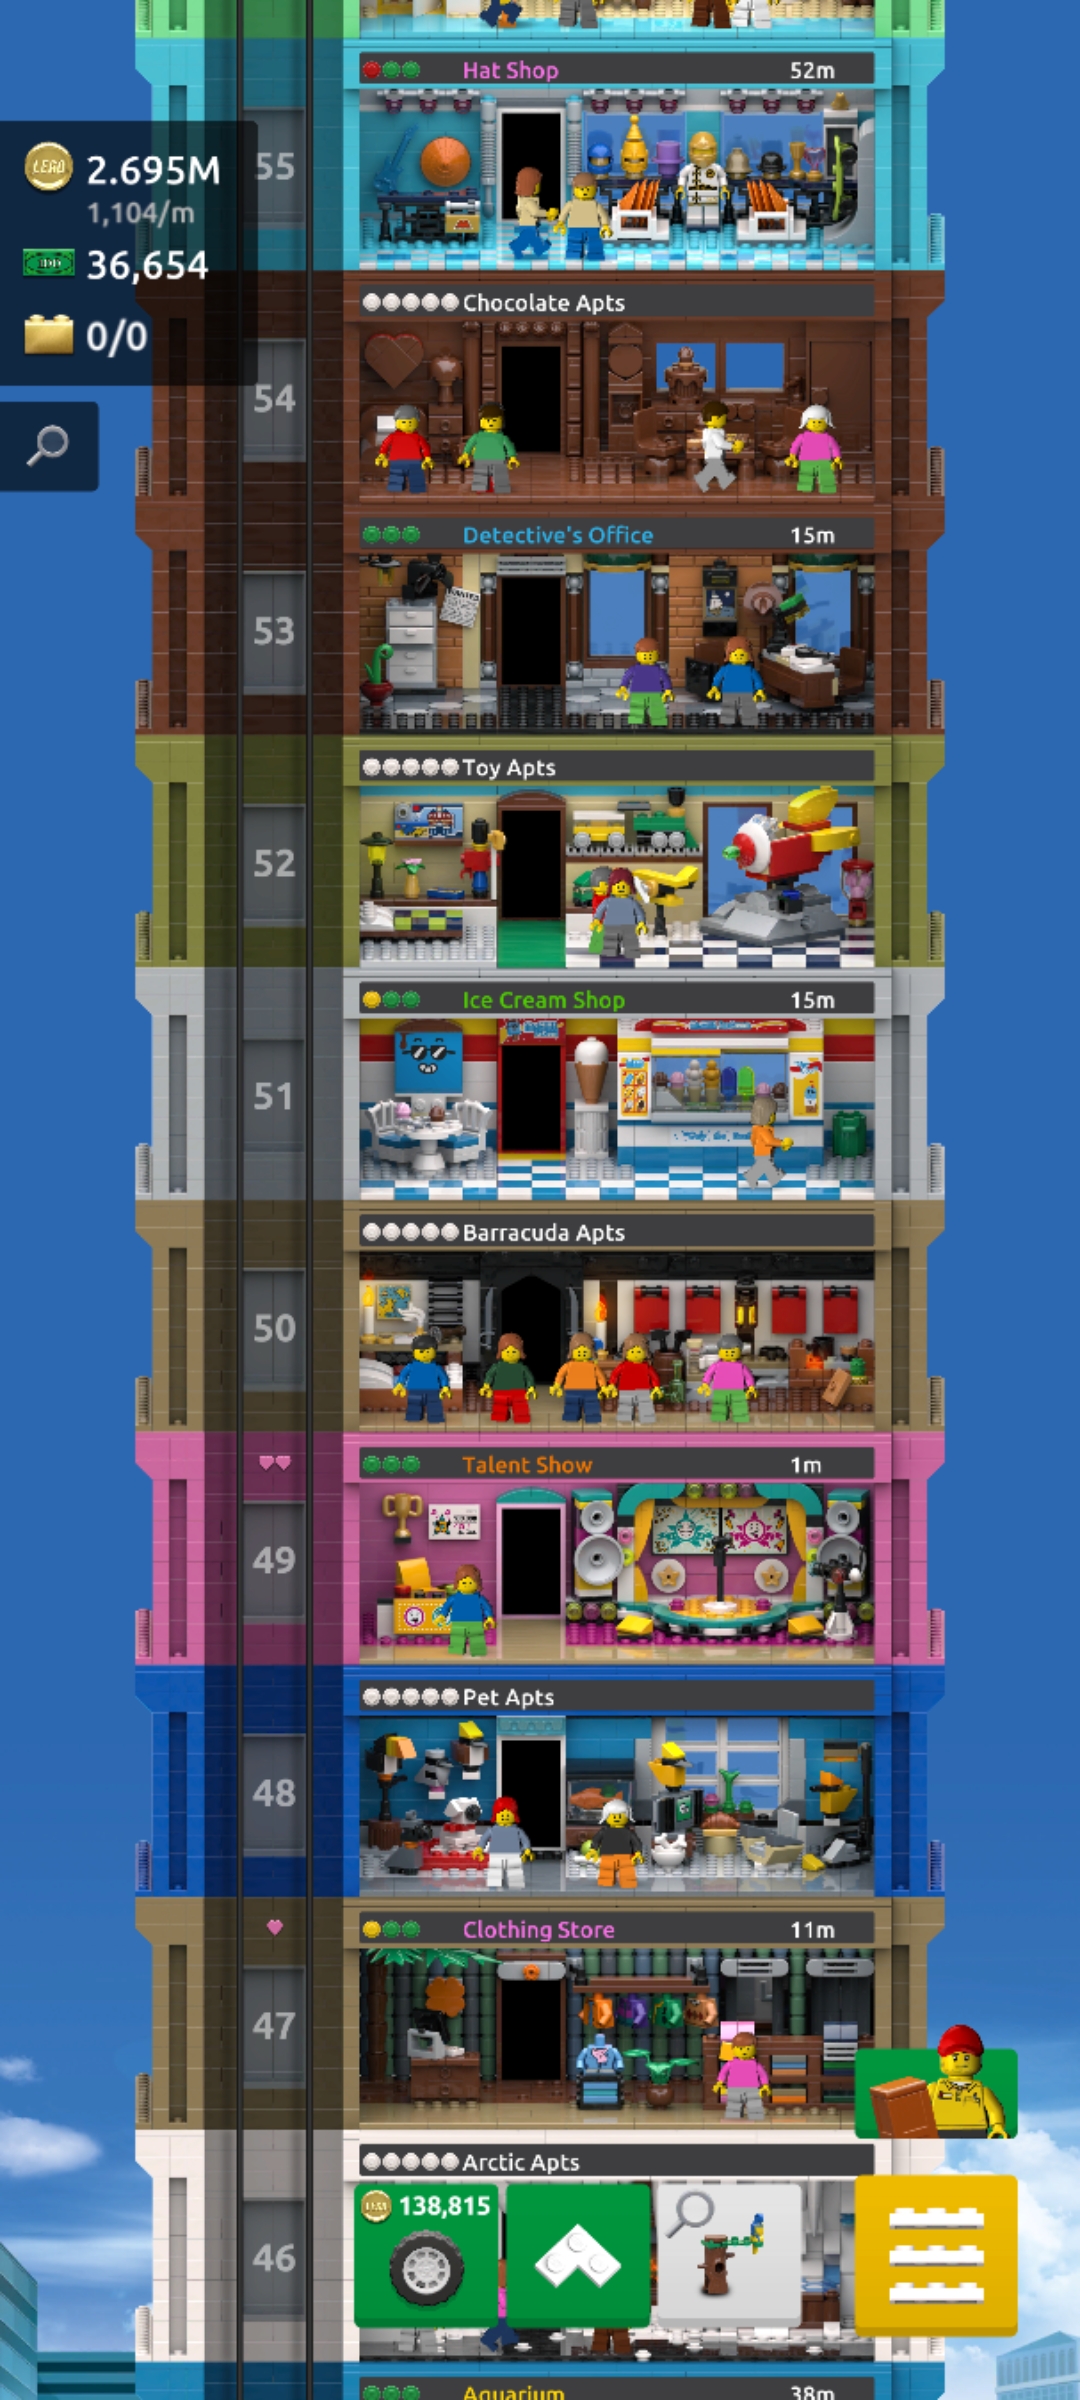 Hat Shop 52m
LEGO 2.695M 55
1,104/m
36,654
0/0
Chocolate Apts
54
Detective's Office 15m
WANTED
53
Toy Apts
52
Ice Cream Shop 15m
51
Barracuda Apts
50
Talent Show 1m
49
Pet Apts
48
Clothing Store 11m
47
Arctic Apts
138,815
46
Aquarium 38m